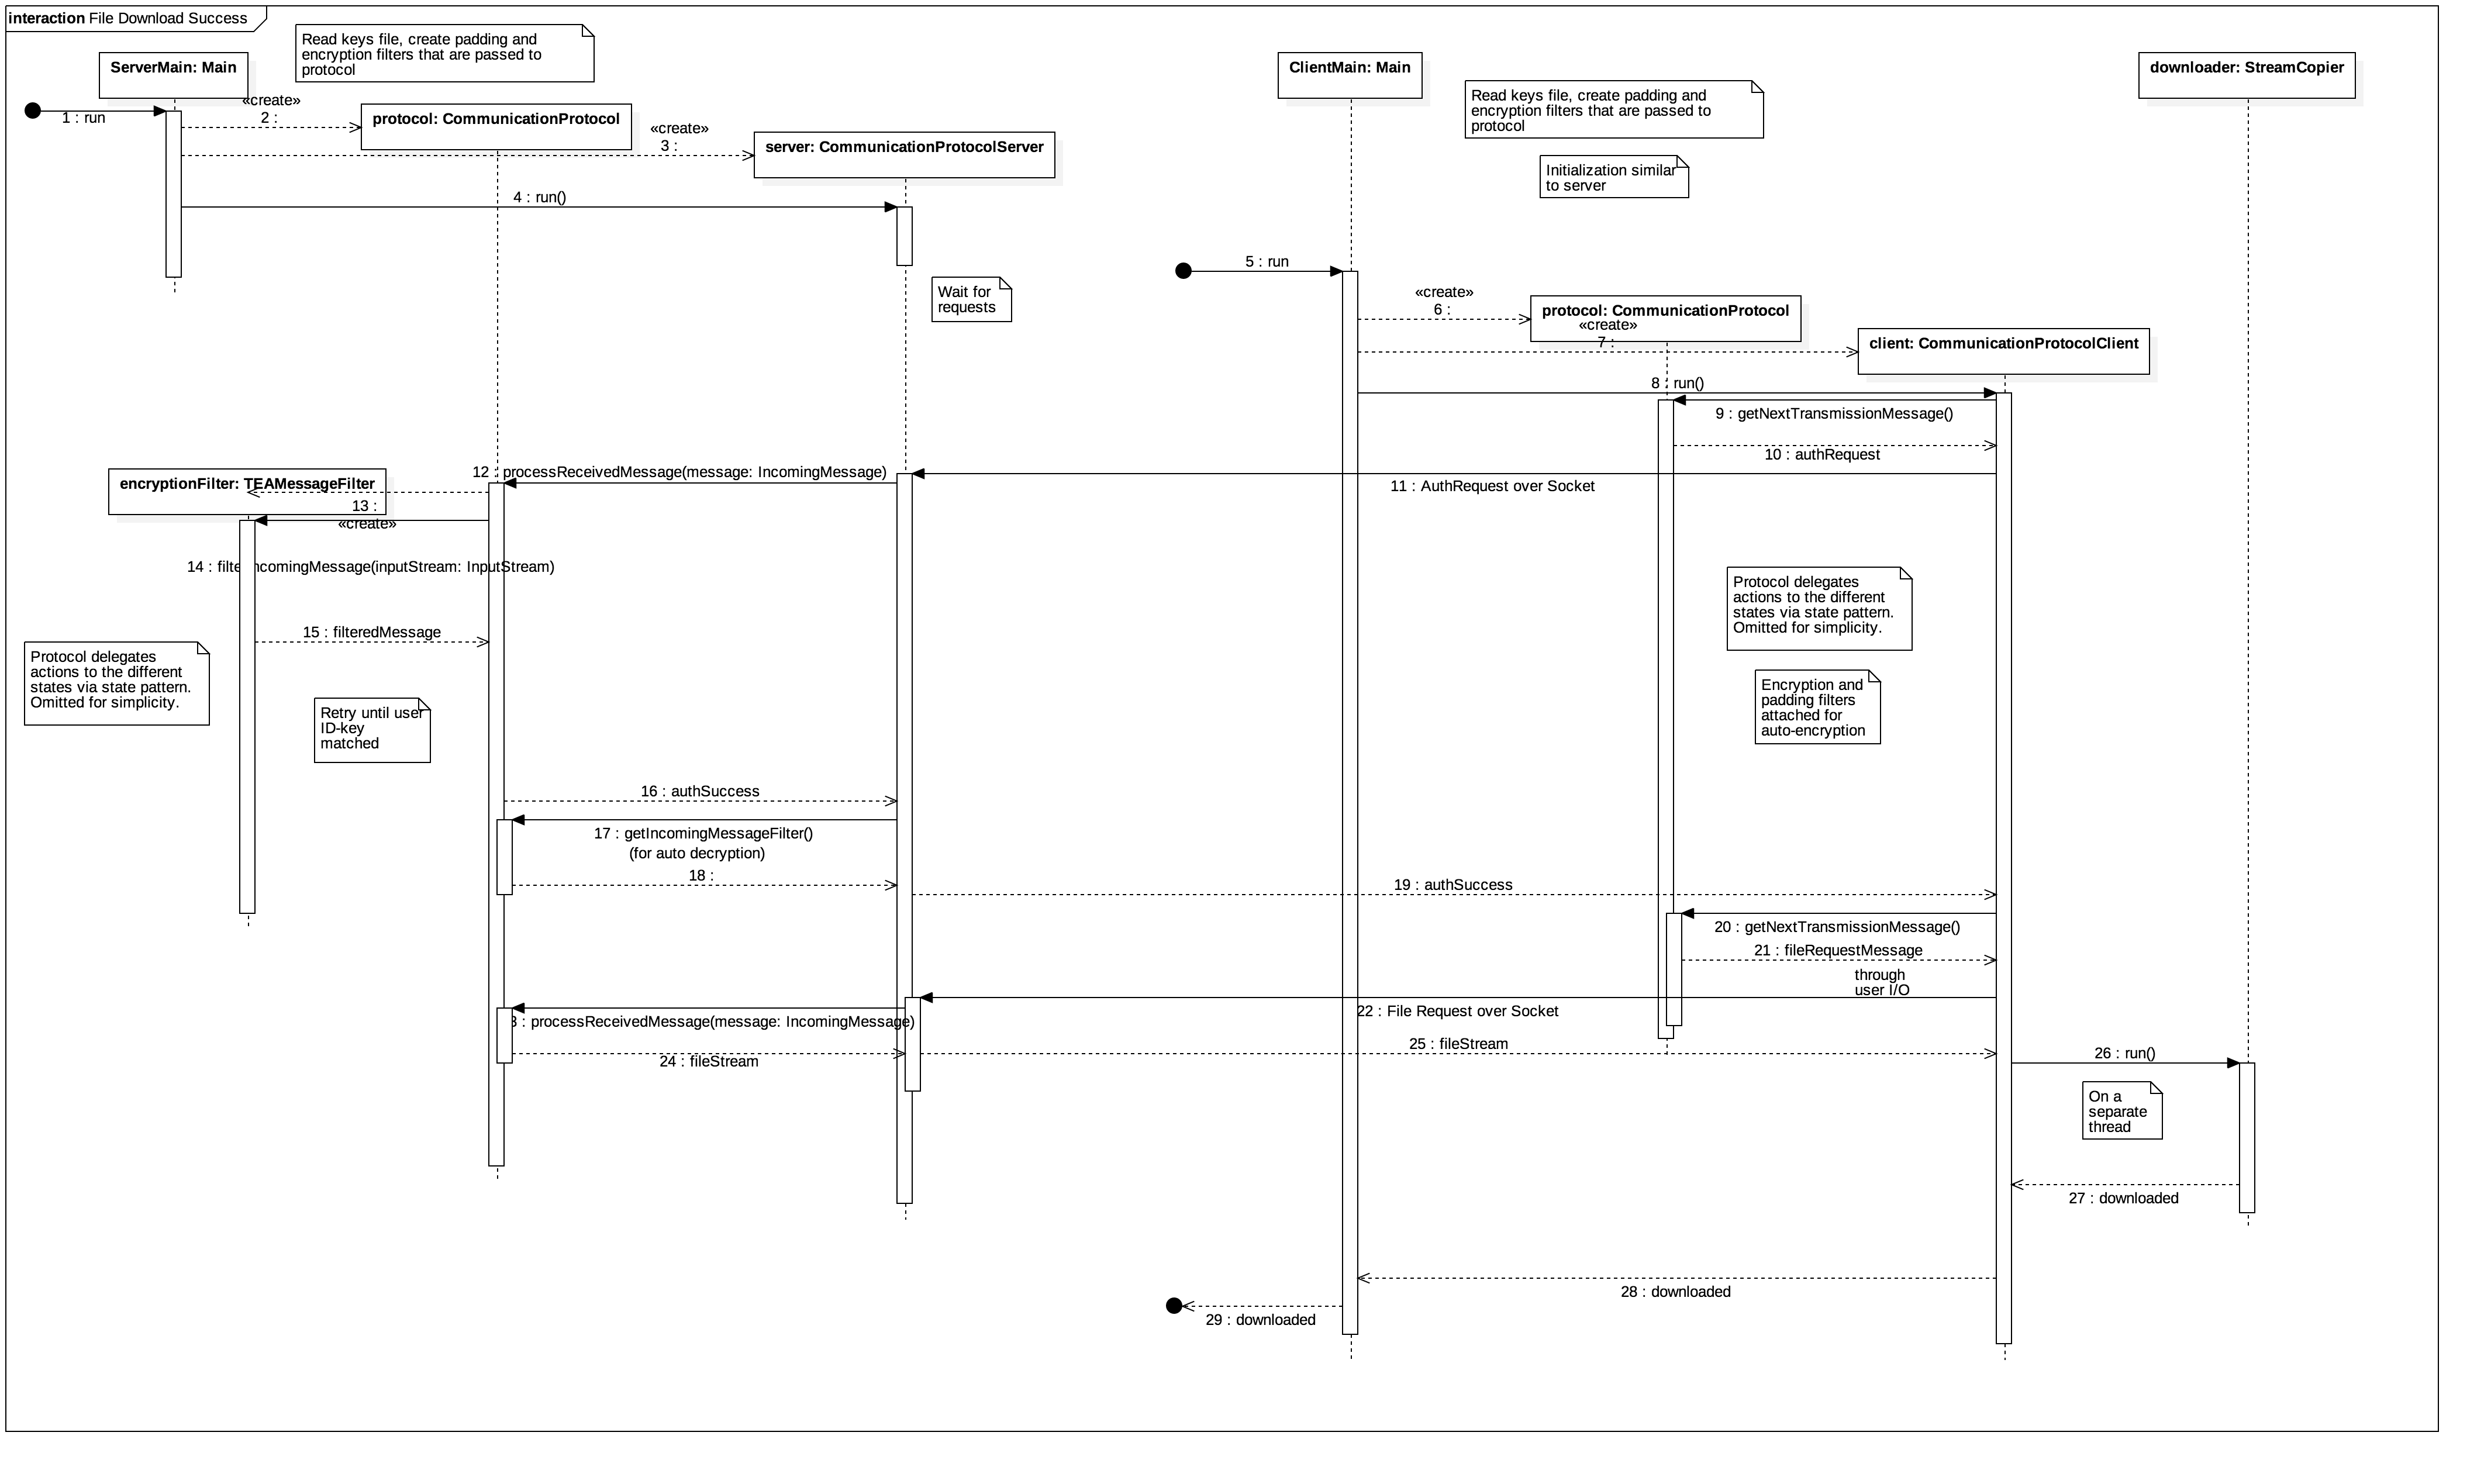 interaction File Download Success
Read keys file, create padding and
encryption filters that are passed to
protocol
ServerMain: Main
ClientMain: Main
downloader: StreamCopier
Read keys file, create padding and
encryption filters that are passed to
protocol
1 : run
«create»
2 :
protocol: CommunicationProtocol
«create»
3 :
server: CommunicationProtocolServer
Initialization similar
to server
4 : run()
5 : run
Wait for
requests
«create»
6 :
protocol: CommunicationProtocol
«create»
7 :
client: CommunicationProtocolClient
8 : run()
9 : getNextTransmissionMessage()
10 : authRequest
12 : processReceivedMessage(message: IncomingMessage)
11 : AuthRequest over Socket
encryptionFilter: TEAMessageFilter
13 :
«create»
14 : filterIncomingMessage(inputStream: InputStream)
Protocol delegates
actions to the different
states via state pattern.
Omitted for simplicity.
15 : filteredMessage
Protocol delegates
actions to the different
states via state pattern.
Omitted for simplicity.
Encryption and
padding filters
attached for
auto-encryption
Retry until user
ID-key
matched
16 : authSuccess
17 : getIncomingMessageFilter()
(for auto decryption)
18 :
19 : authSuccess
20 : getNextTransmissionMessage()
21 : fileRequestMessage
through
user I/O
22 : File Request over Socket
3 : processReceivedMessage(message: IncomingMessage)
24 : fileStream
25 : fileStream
26 : run()
On a
separate
thread
27 : downloaded
28 : downloaded
29 : downloaded